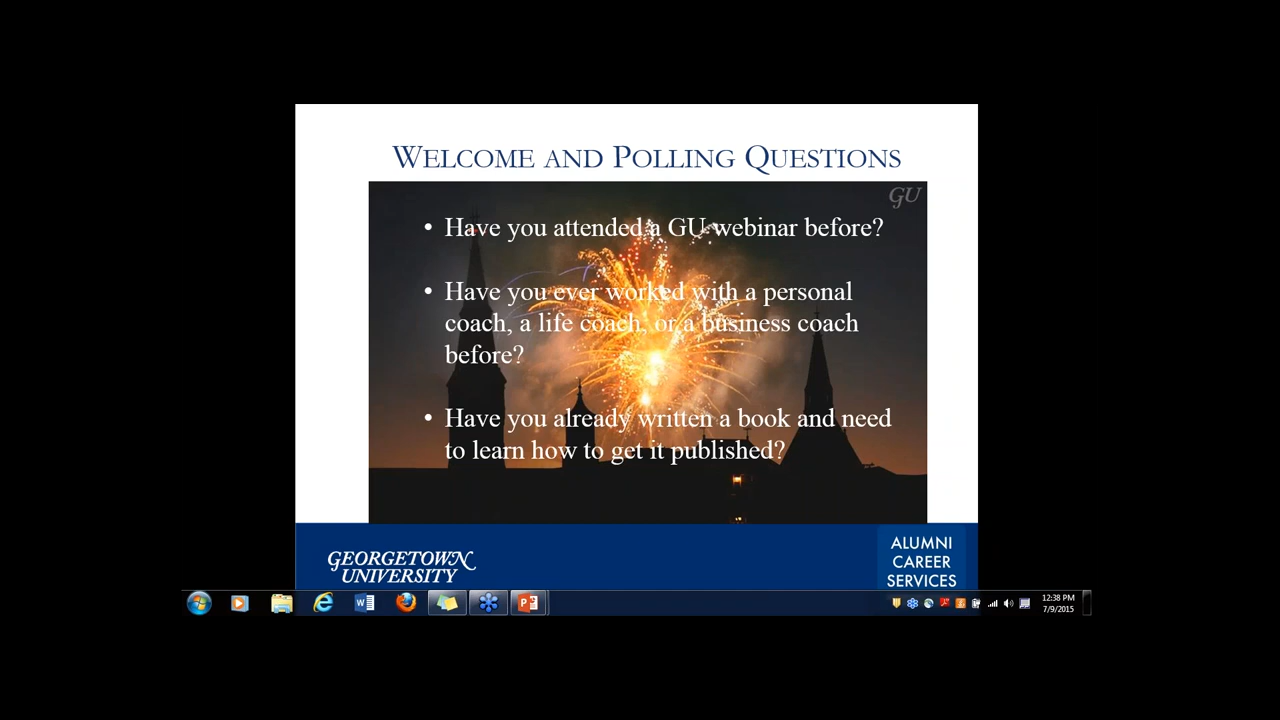 WELCOME AND POLLING QUESTIONS
GU
• Have you attended a GU webinar before?
• Have you ever worked with a personal
coach, a life coach, or a business coach
before?
• Have you already written a book and need
to learn how to get it published?
GEORGETOWN
UNIVERSITY
ALUMNI
CAREER
SERVICES
12:38 PM
7/9/2015